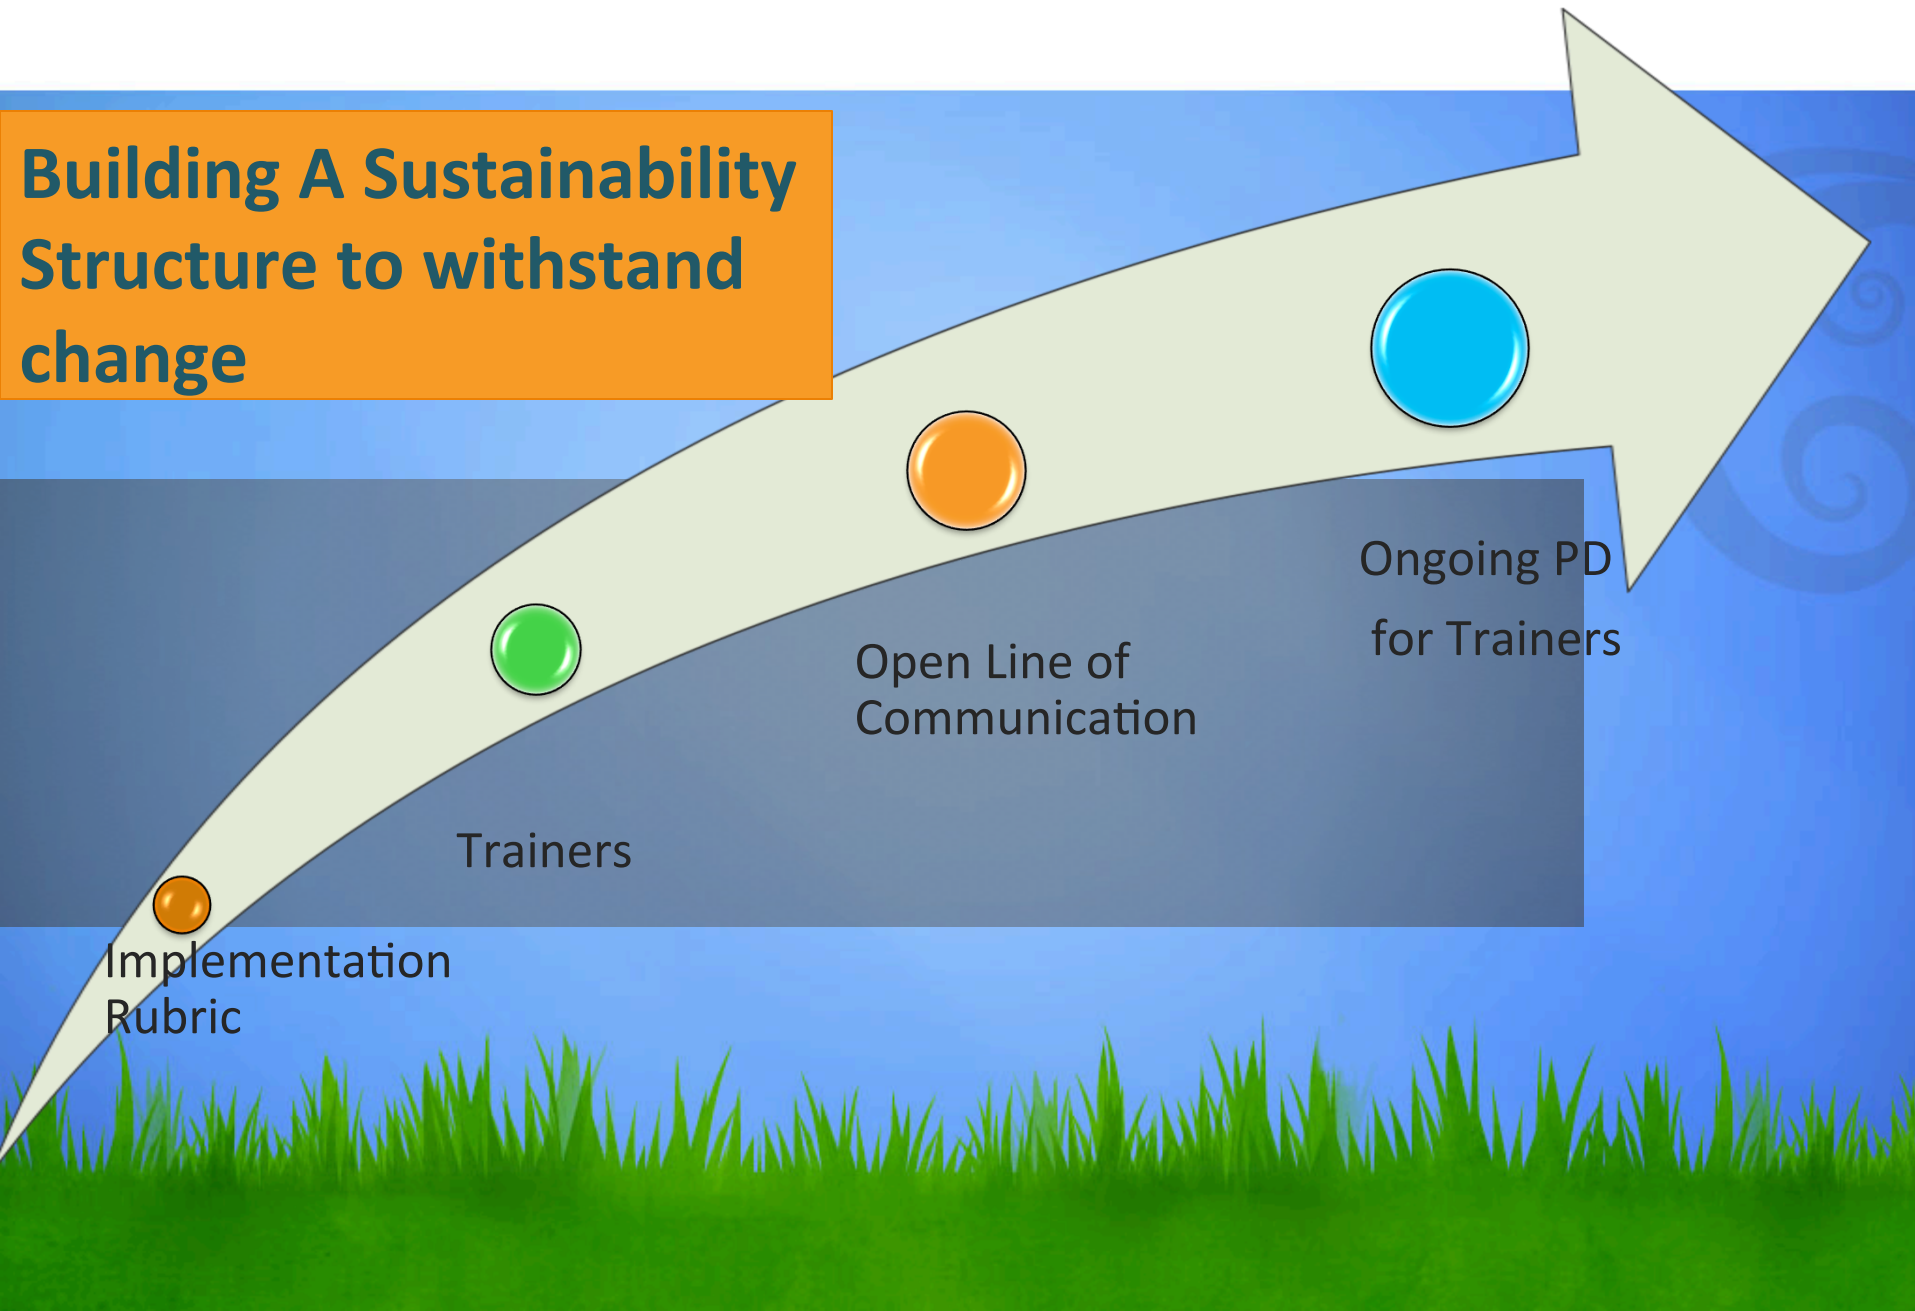 Building A Sustainability
Structure to withstand
change
Ongoing PD
for Trainers
Open Line of
Communication
Trainers
Implementation
Rubric